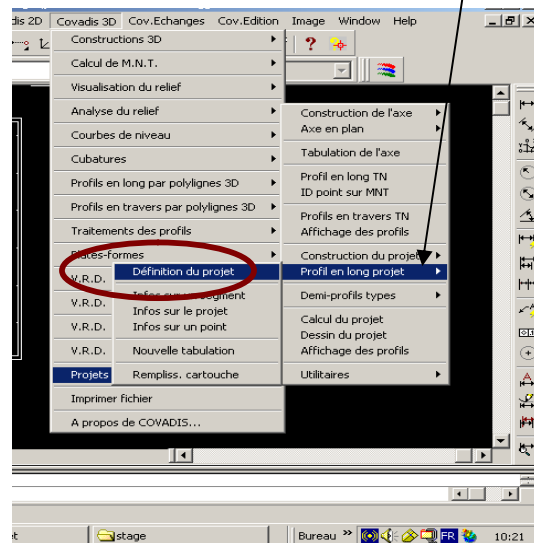 dis 2D Covadis 3D Cov.Echanges Cov.Edition Image Window Help
Constructions 3D
Calcul de M.N.T.
Visualisation du relief
Analyse du relief
Courbes de niveau
Cubatures
Profils en long par polylignes 3D
Profils en travers par polylignes 3D
Traitements des profils
Plates-formes
V.R.D.
V.R.D.
V.R.D.
V.R.D.
Projets
Imprimer fichier
A propos de COVADIS...
Construction de l'axe
Axe en plan
Tabulation de l'axe
Profil en long TN
ID point sur MNT
Profils en travers TN
Affichage des profils
Construction du projet
Profil en long projet
Demi-profils types
Calcul du projet
Dessin du projet
Affichage des profils
Utilitaires
Définition du projet
Infos sur un segment
Infos sur le projet
Infos sur un point
Nouvelle tabulation
Rempliss. cartouche
et stage Bureau » FR 10:21